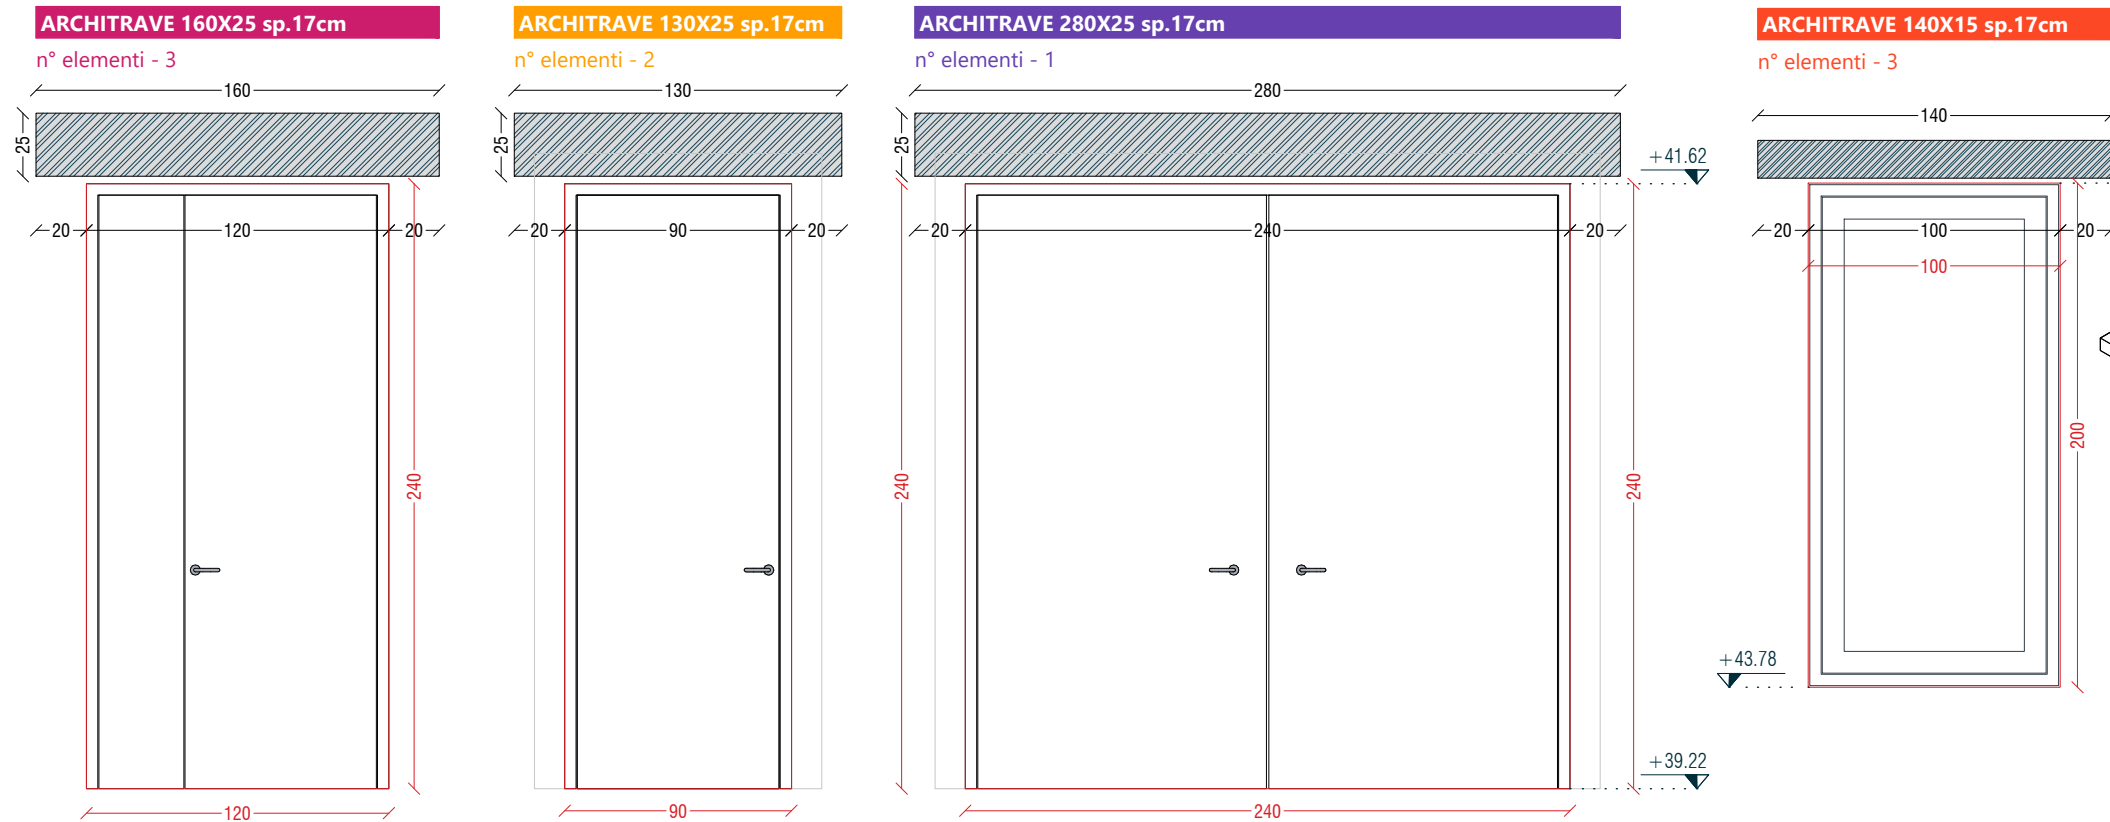 ARCHITRAVE 160X25 sp.17cm
n° elementi - 3
160
25
20 120 20
240
120
ARCHITRAVE 130X25 sp.17cm
n° elementi - 2
130
25
20 90 20
90
ARCHITRAVE 280X25 sp.17cm
n° elementi - 1
280
25
+41.62
20 240 20
240
240
+39.22
240
ARCHITRAVE 140X15 sp.17cm
n° elementi - 3
140
20 100 20
100
200
+43.78